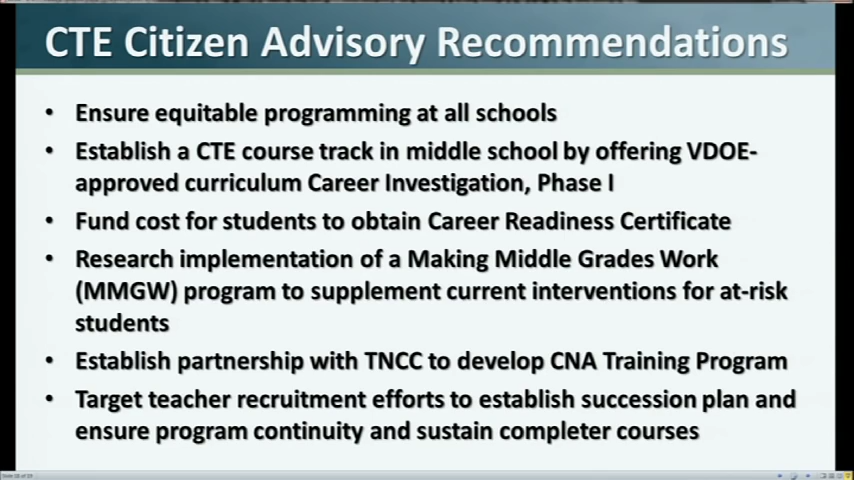 CTE Citizen Advisory Recommendations
• Ensure equitable programming at all schools
• Establish a CTE course track in middle school by offering VDOE-
approved curriculum Career Investigation, Phase I
• Fund cost for students to obtain Career Readiness Certificate
• Research implementation of a Making Middle Grades Work
(MMGW) program to supplement current interventions for at-risk
students
• Establish partnership with TNCC to develop CNA Training Program
• Target teacher recruitment efforts to establish succession plan and
ensure program continuity and sustain completer courses